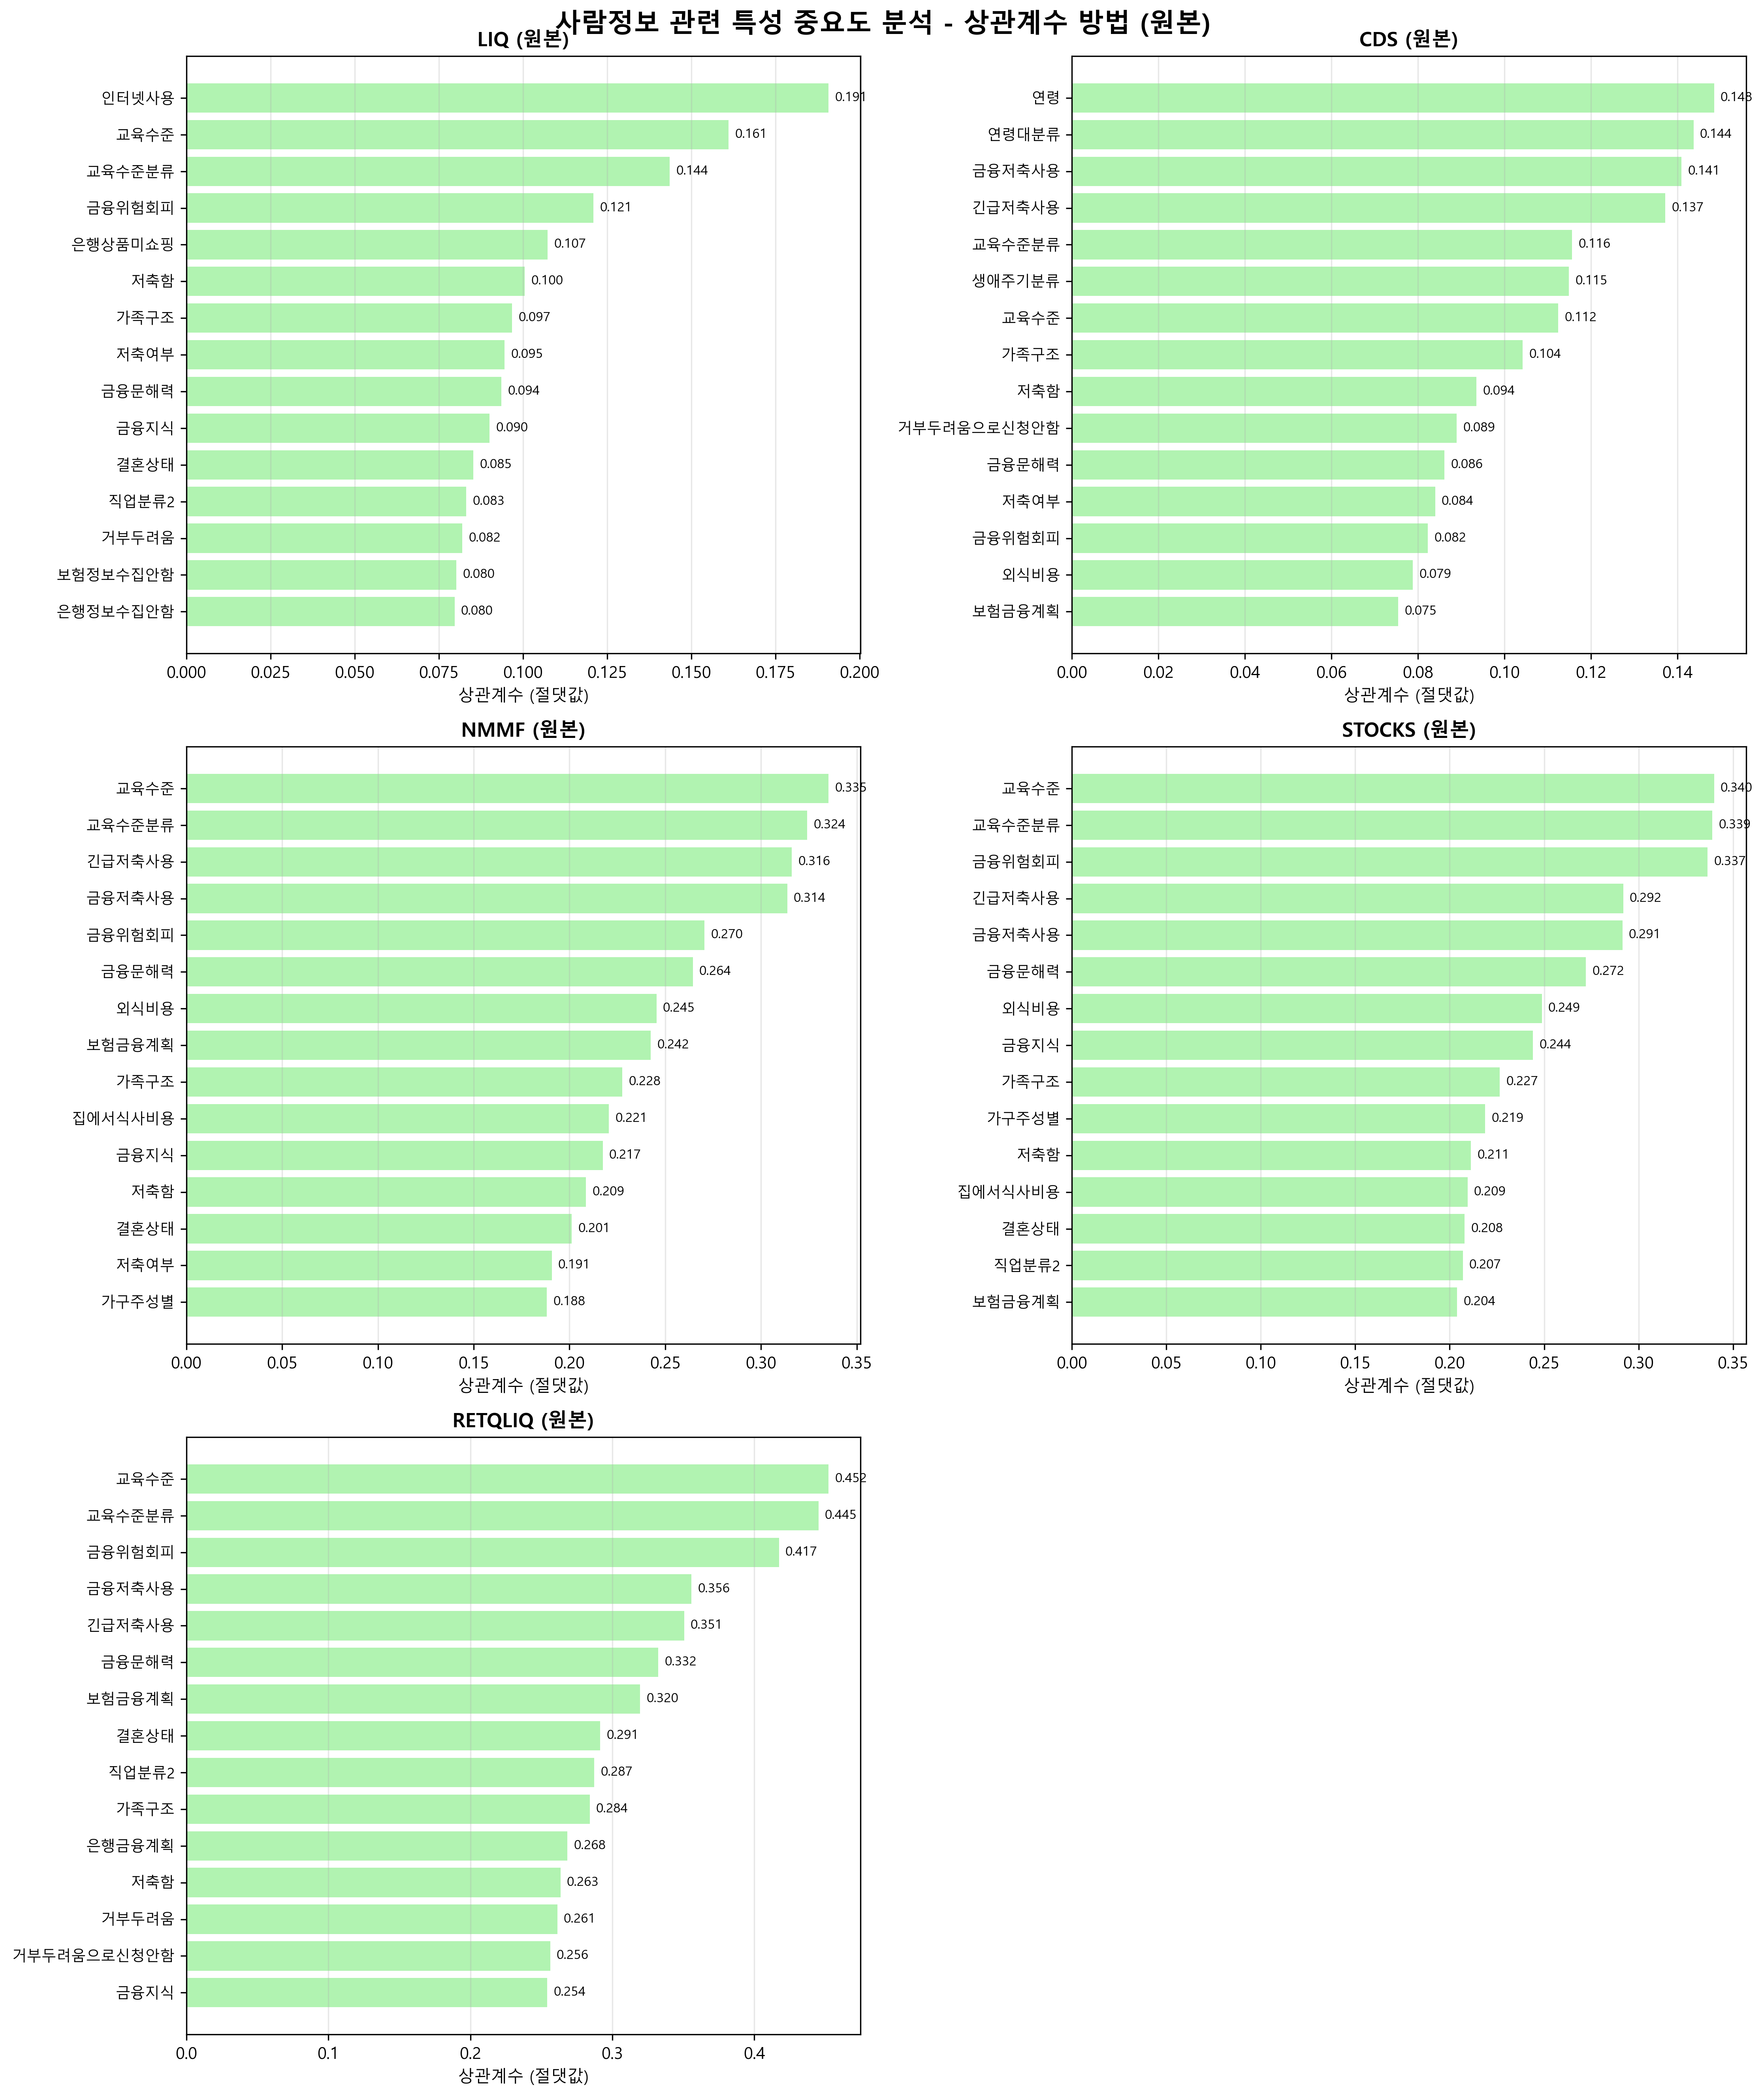 사람정보 관련 특성 중요도 분석 - 상관계수 방법 (원본)
LIQ (원본)
인터넷사용 0.191
교육수준 0.161
교육수준분류 0.144
금융위험회피 0.121
은행상품미쇼핑 0.107
저축함 0.100
가족구조 0.097
저축여부 0.095
금융문해력 0.094
금융지식 0.090
결혼상태 0.085
직업분류2 0.083
거부두려움 0.082
보험정보수집안함 0.080
은행정보수집안함 0.080
0.000 0.025 0.050 0.075 0.100 0.125 0.150 0.175 0.200
상관계수 (절댓값)
CDS (원본)
연령 0.148
연령대분류 0.144
금융저축사용 0.141
긴급저축사용 0.137
교육수준분류 0.116
생애주기분류 0.115
교육수준 0.112
가족구조 0.104
저축함 0.094
거부두려움으로신청안함 0.089
금융문해력 0.086
저축여부 0.084
금융위험회피 0.082
외식비용 0.079
보험금융계획 0.075
0.00 0.02 0.04 0.06 0.08 0.10 0.12 0.14
상관계수 (절댓값)
NMMF (원본)
교육수준 0.335
교육수준분류 0.324
긴급저축사용 0.316
금융저축사용 0.314
금융위험회피 0.270
금융문해력 0.264
외식비용 0.245
보험금융계획 0.242
가족구조 0.228
집에서식사비용 0.221
금융지식 0.217
저축함 0.209
결혼상태 0.201
저축여부 0.191
가구주성별 0.188
0.00 0.05 0.10 0.15 0.20 0.25 0.30 0.35
상관계수 (절댓값)
STOCKS (원본)
교육수준 0.340
교육수준분류 0.339
금융위험회피 0.337
긴급저축사용 0.292
금융저축사용 0.291
금융문해력 0.272
외식비용 0.249
금융지식 0.244
가족구조 0.227
가구주성별 0.219
저축함 0.211
집에서식사비용 0.209
결혼상태 0.208
직업분류2 0.207
보험금융계획 0.204
0.00 0.05 0.10 0.15 0.20 0.25 0.30 0.35
상관계수 (절댓값)
RETQLIQ (원본)
교육수준 0.452
교육수준분류 0.445
금융위험회피 0.417
금융저축사용 0.356
긴급저축사용 0.351
금융문해력 0.332
보험금융계획 0.320
결혼상태 0.291
직업분류2 0.287
가족구조 0.284
은행금융계획 0.268
저축함 0.263
거부두려움 0.261
거부두려움으로신청안함 0.256
금융지식 0.254
0.0 0.1 0.2 0.3 0.4
상관계수 (절댓값)